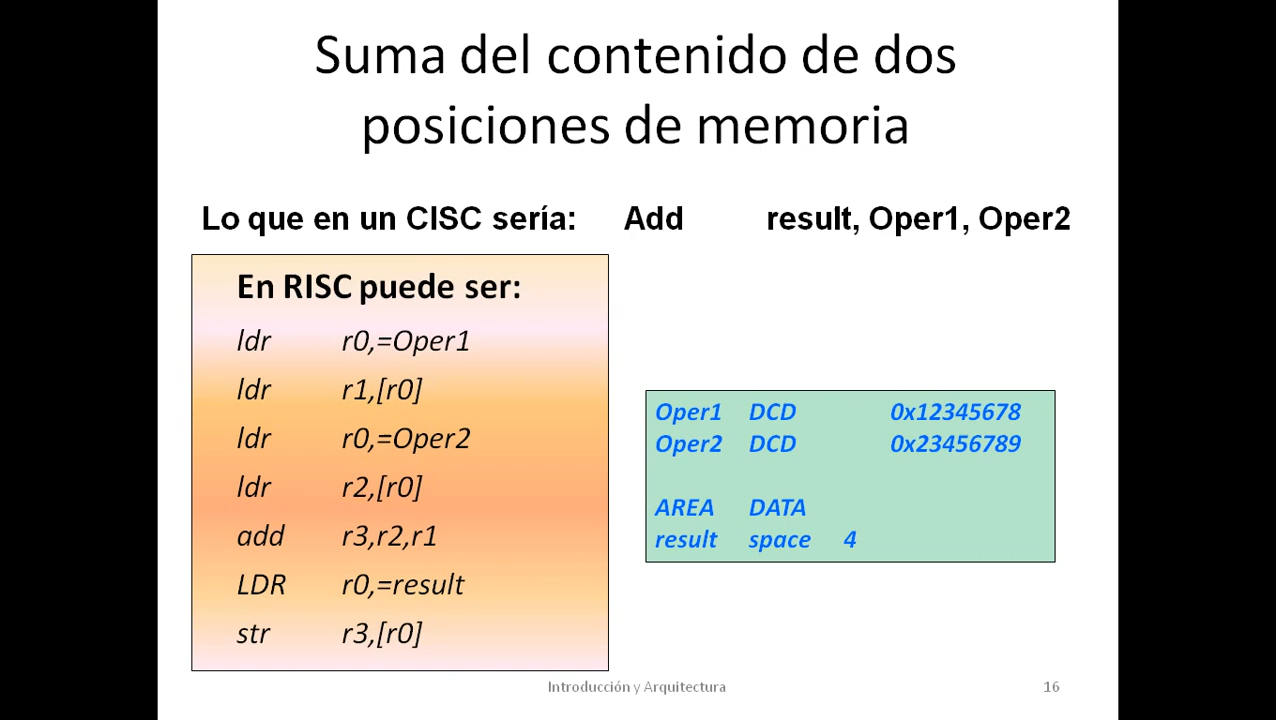 Suma del contenido de dos
posiciones de memoria
Lo que en un CISC sería: Add result, Oper1, Oper2
En RISC puede ser:
ldr r0,=Oper1
ldr r1,[r0]
ldr r0,=Oper2
ldr r2,[r0]
add r3,r2,r1
LDR r0,=result
str r3,[r0]
Oper1 DCD 0x12345678
Oper2 DCD 0x23456789
AREA DATA
result space 4
Introducción y Arquitectura 16